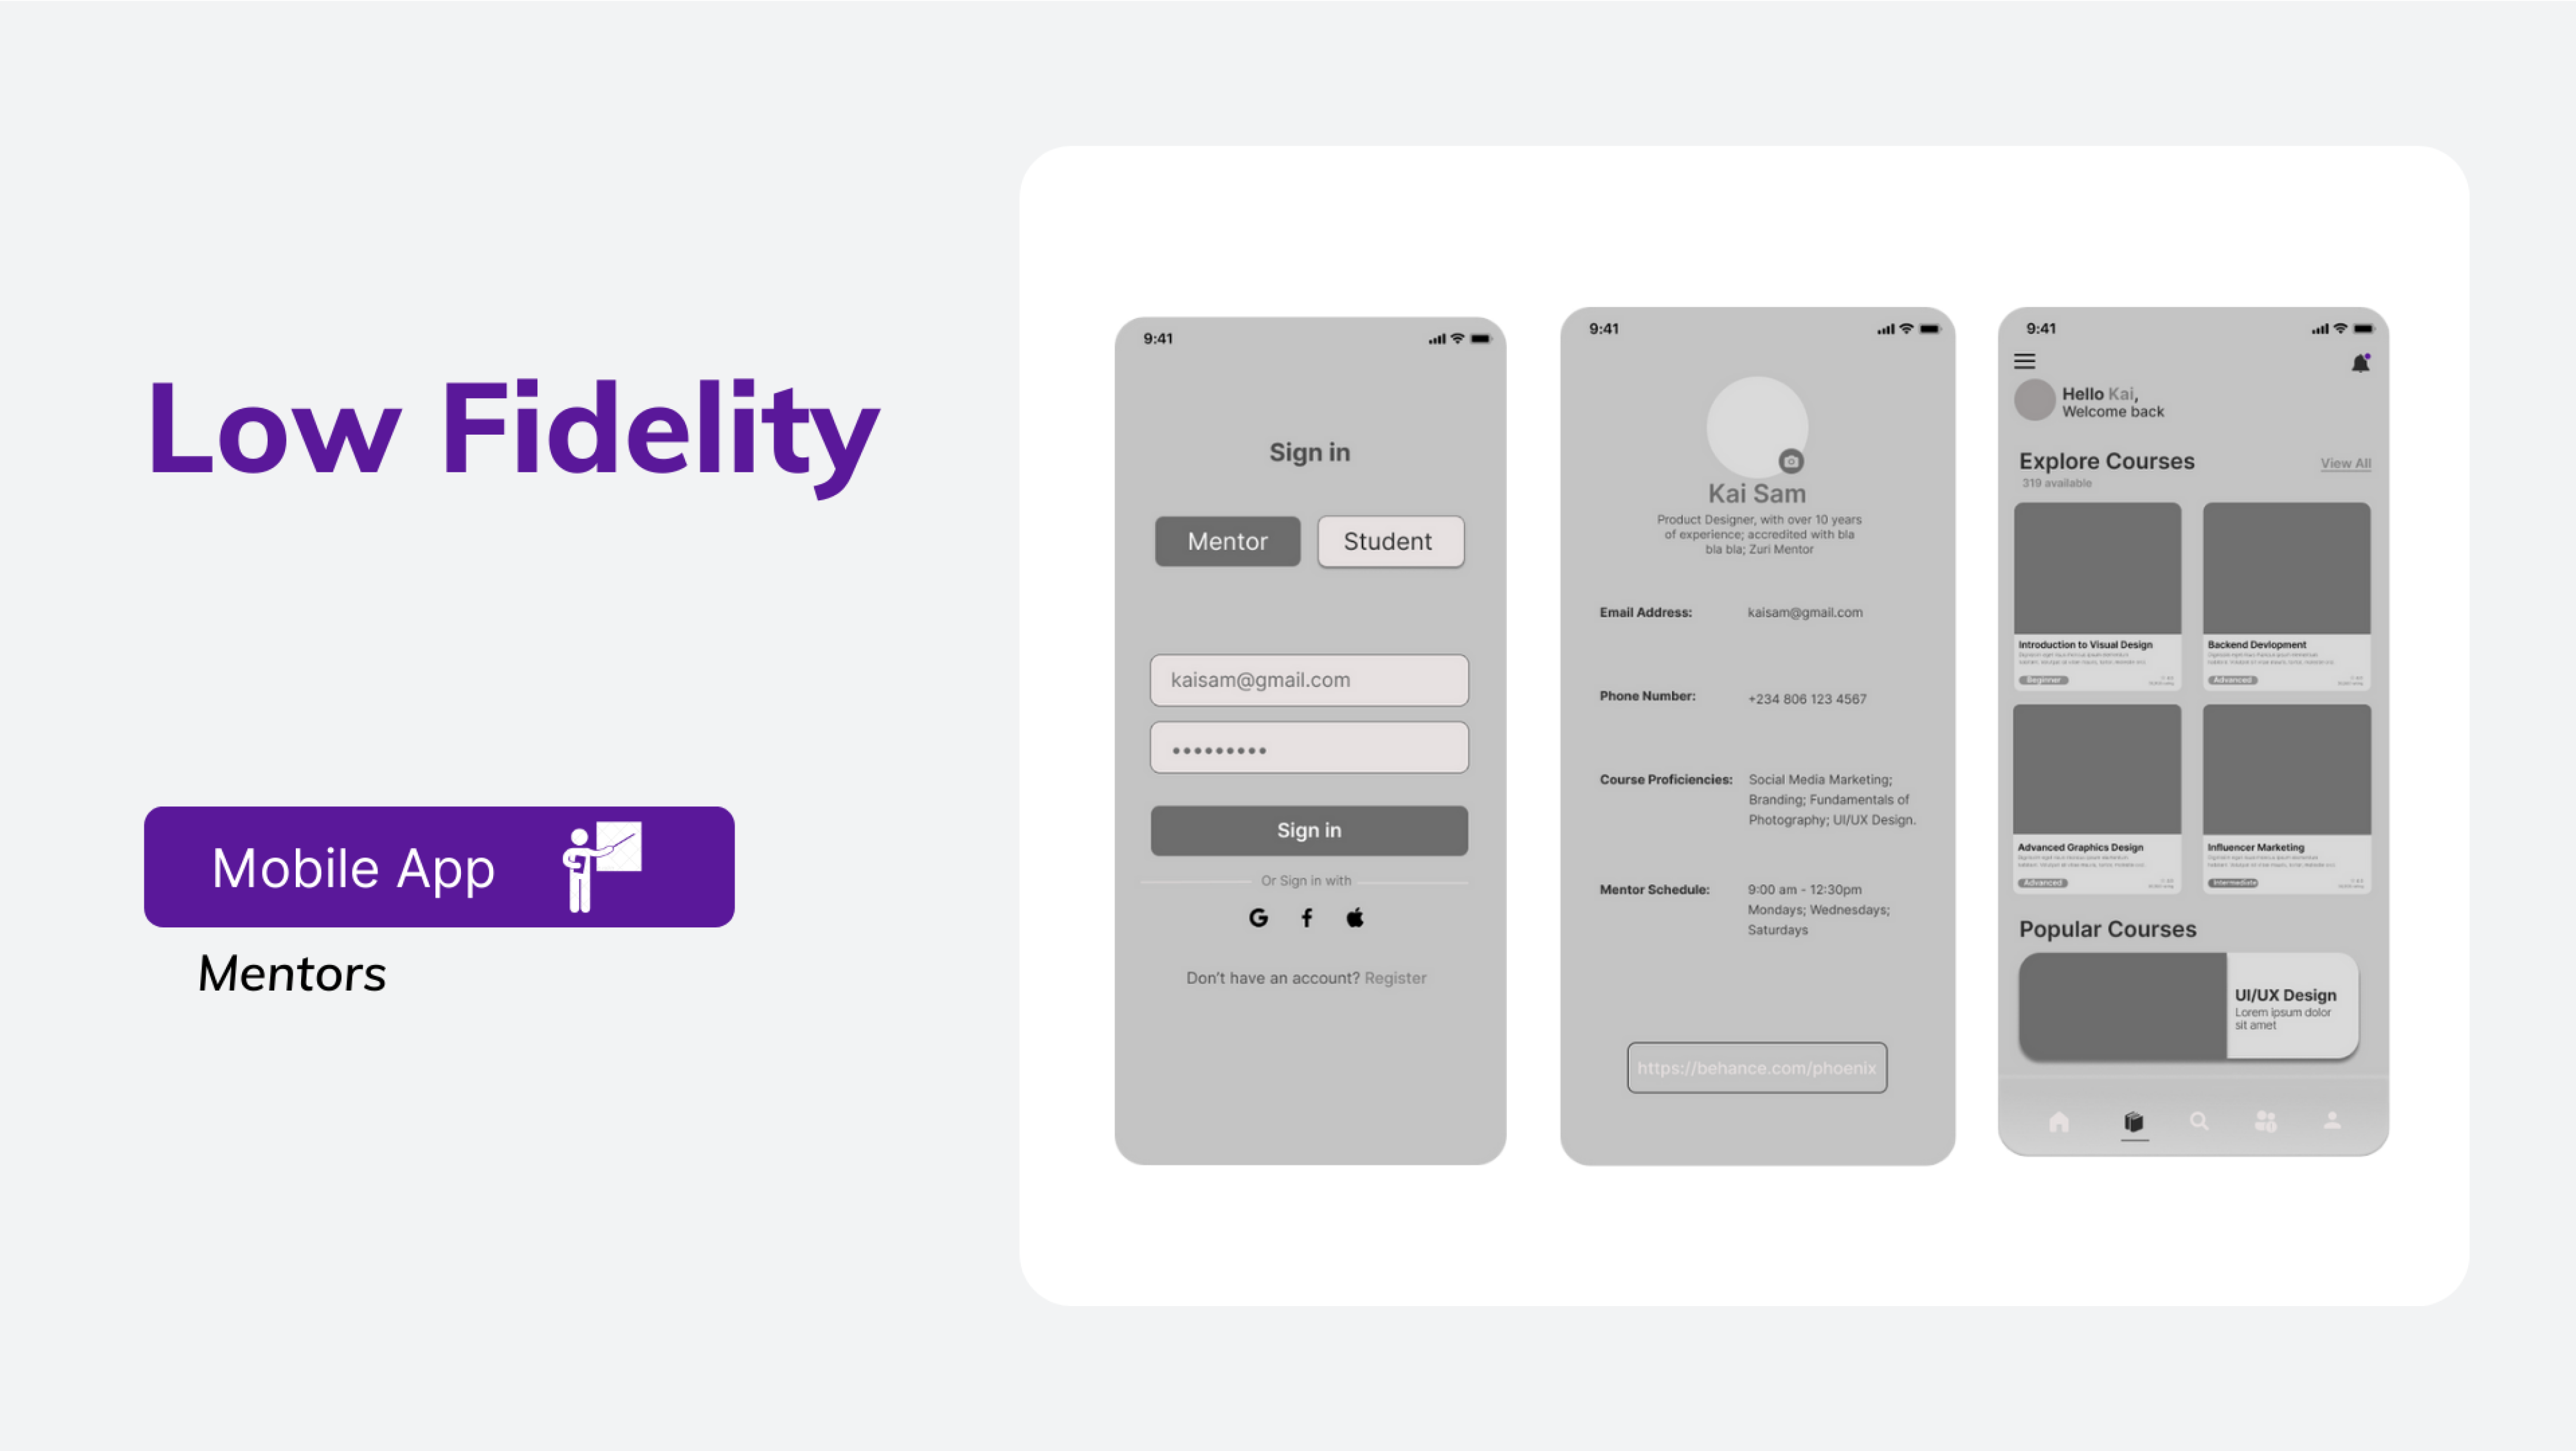 Low Fidelity
Mobile App
Mentors
9:41
Sign in
Mentor
Student
kaisam@gmail.com
•••••••••
Sign in
Or Sign in with
Don't have an account? Register
9:41
Kai Sam
Product Designer, with over 10 years
of experience; accredited with bla
bla bla; Zuri Mentor
Email Address:
kaisam@gmail.com
Phone Number:
+234 806 123 4567
Course Proficiencies:
Social Media Marketing;
Branding; Fundamentals of
Photography; UI/UX Design.
Mentor Schedule:
9:00 am - 12:30pm
Mondays; Wednesdays;
Saturdays
https://behance.com/phoenix
9:41
Hello Kai,
Welcome back
Explore Courses
View All
319 available
Introduction to Visual Design
Beginner
Backend Devlopment
Advanced
Advanced Graphics Design
Advanced
Influencer Marketing
Intermediate
Popular Courses
UI/UX Design
Lorem ipsum dolor
sit amet